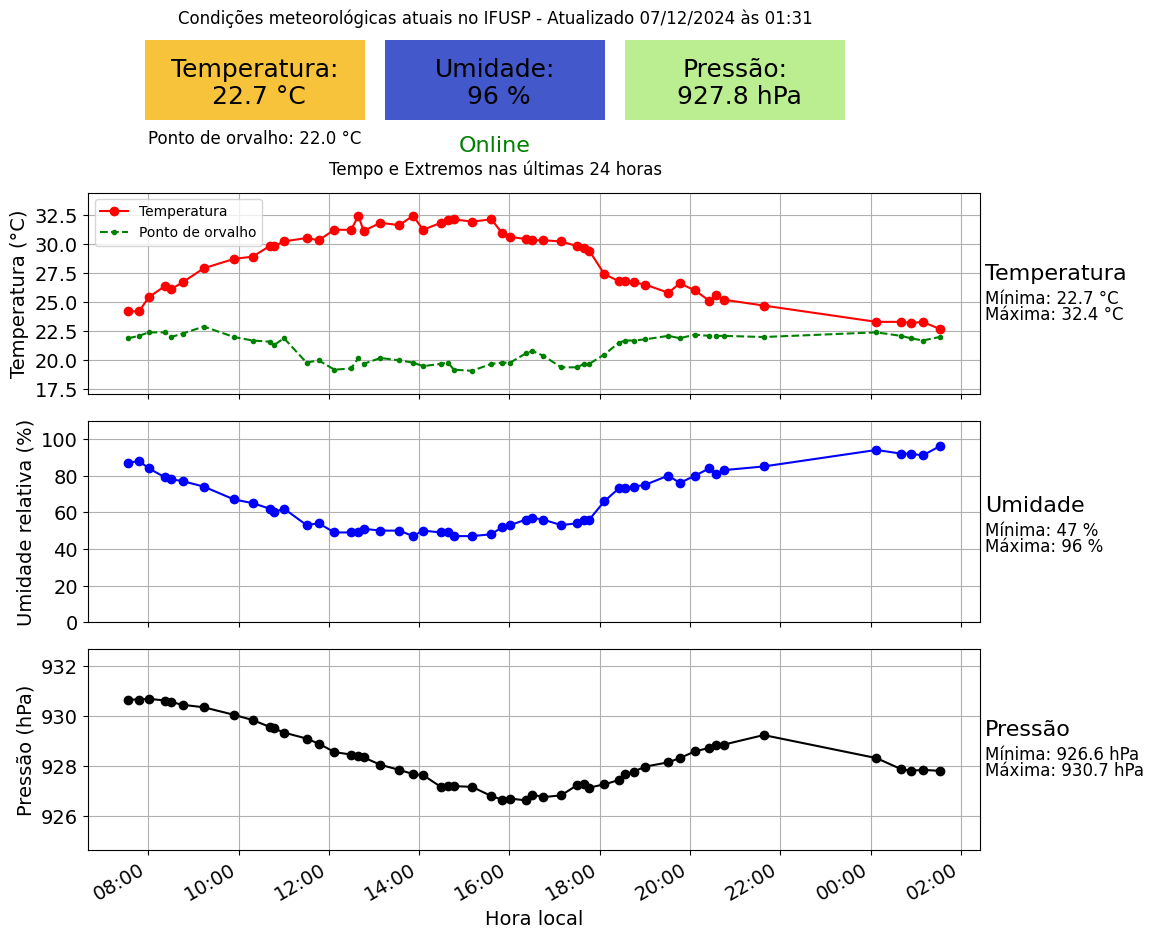 Condições meteorológicas atuais no IFUSP - Atualizado 07/12/2024 às 01:31
Temperatura:
22.7 °C
Umidade:
96 %
Pressão:
927.8 hPa
Ponto de orvalho: 22.0 °C
Online
Tempo e Extremos nas últimas 24 horas
Temperatura
Ponto de orvalho
Temperatura (°C)
32.5
30.0
27.5
25.0
22.5
20.0
17.5
Temperatura
Mínima: 22.7 °C
Máxima: 32.4 °C
Umidade relativa (%)
100
80
60
40
20
0
Umidade
Mínima: 47 %
Máxima: 96 %
Pressão (hPa)
932
930
928
926
Pressão
Mínima: 926.6 hPa
Máxima: 930.7 hPa
08:00 10:00 12:00 14:00 16:00 18:00 20:00 22:00 00:00 02:00
Hora local